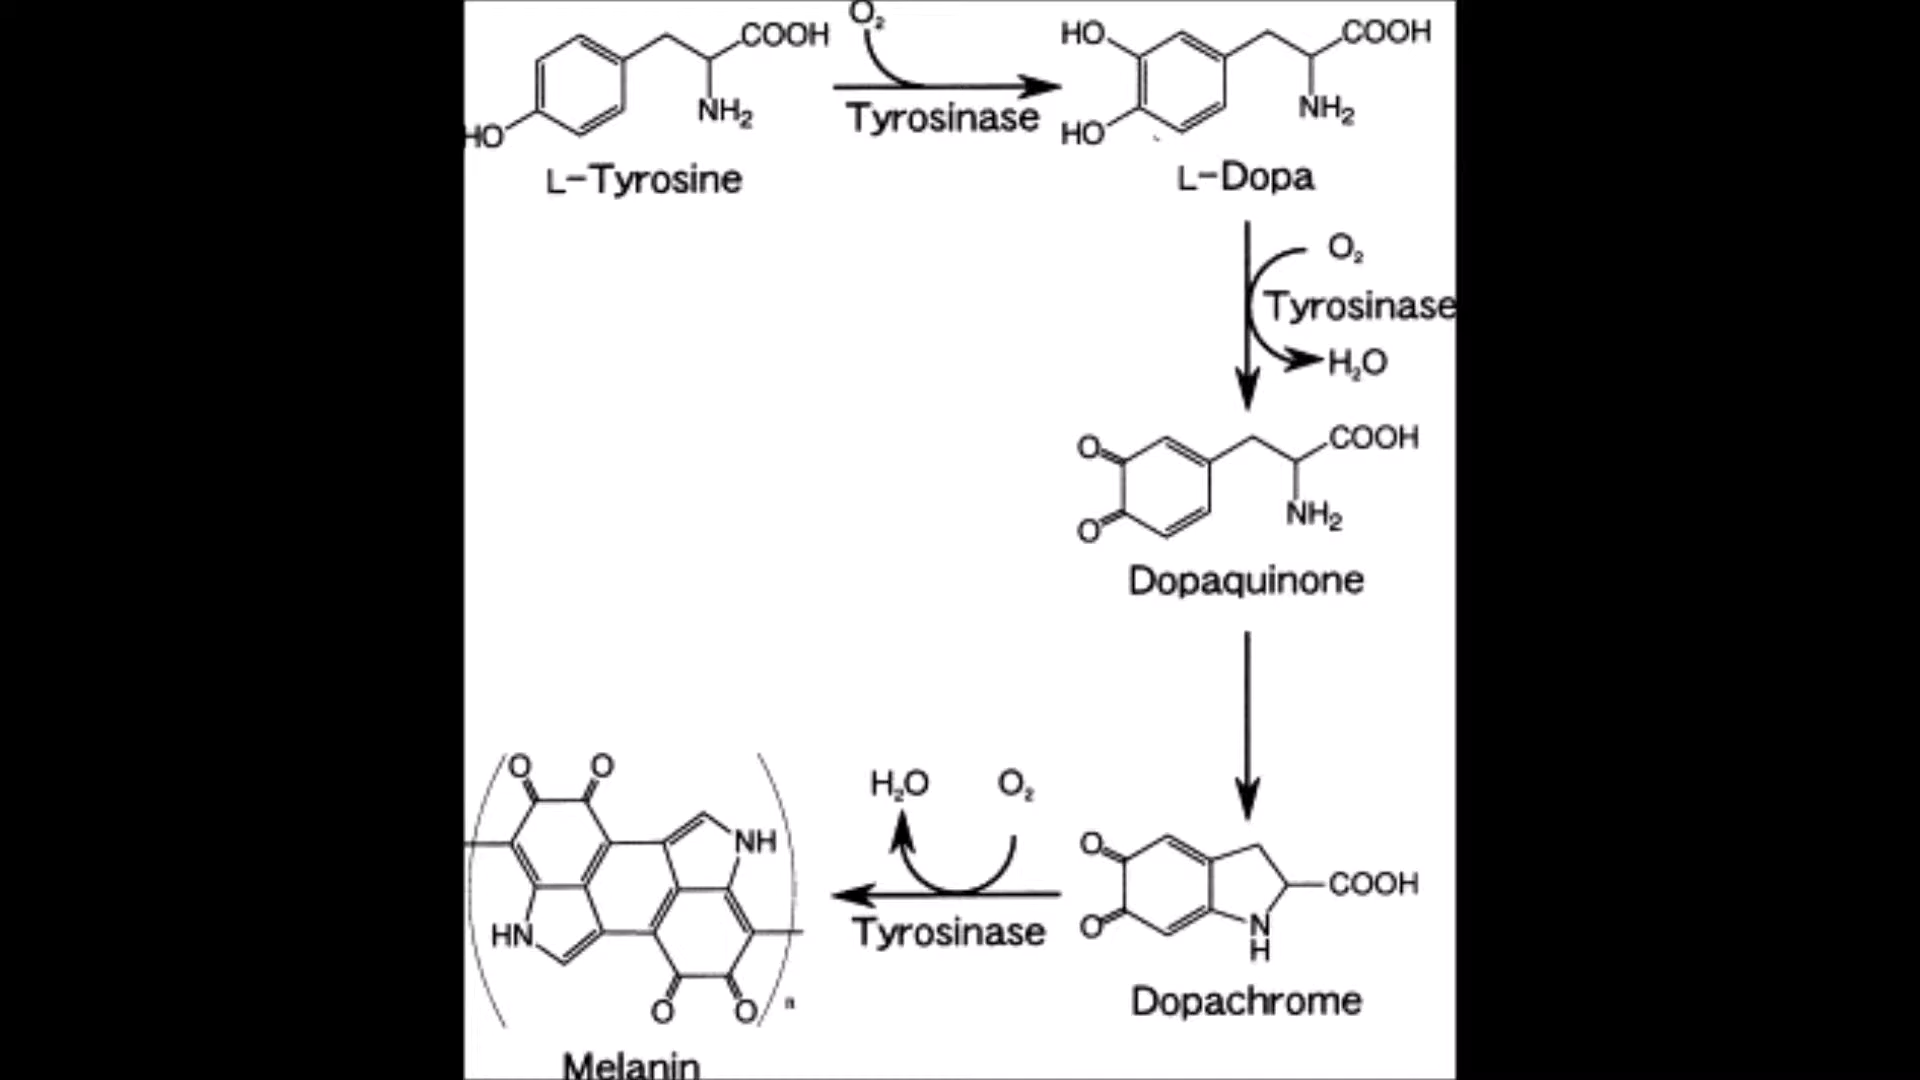 O₂
COOH
NH₂
HO
L-Tyrosine
Tyrosinase
HO
COOH
HO
NH₂
L-Dopa
O₂
Tyrosinase
H₂O
O
COOH
O
NH₂
Dopaquinone
O
COOH
O
N
H
Dopachrome
H₂O O₂
Tyrosinase
O O
NH
HN
O O
n
Melanin